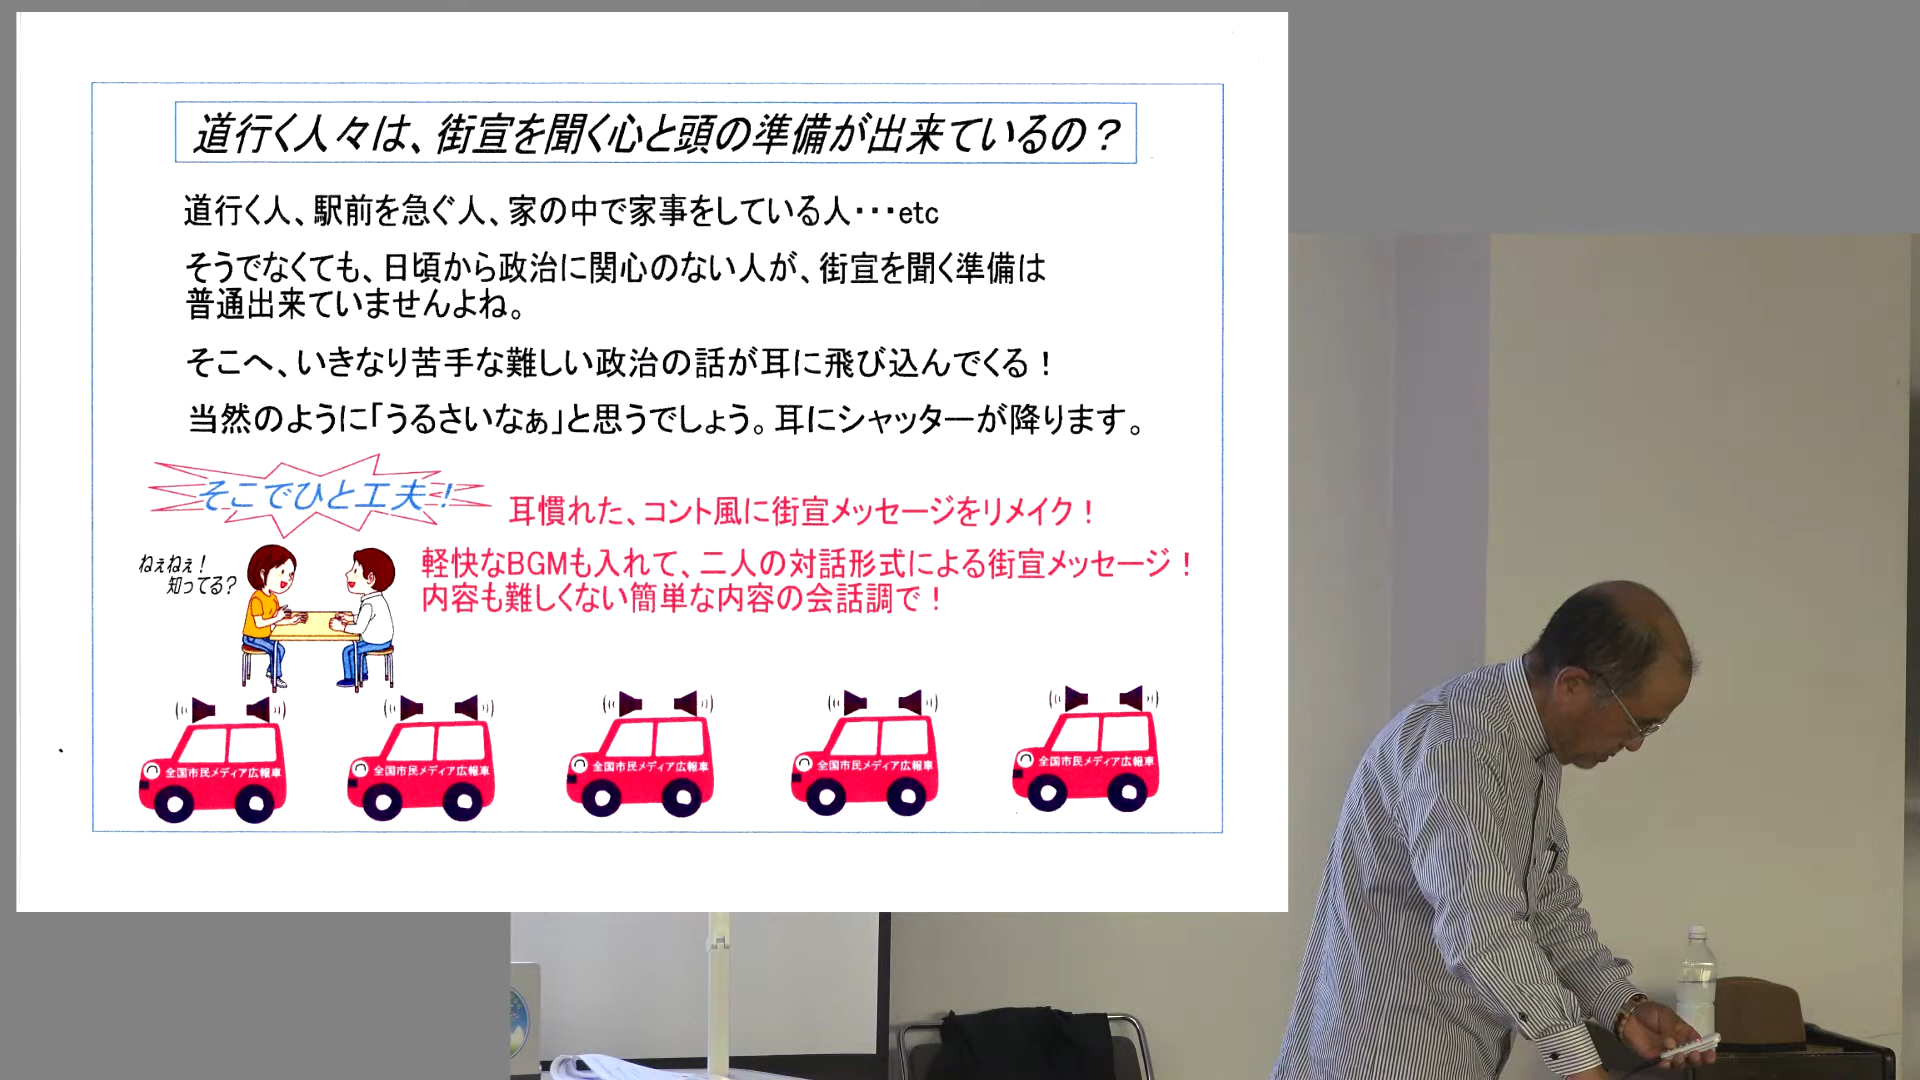 道行く人々は、街宣を聞く心と頭の準備が出来ているの？
道行く人、駅前を急ぐ人、家の中で家事をしている人・・・etc
そうでなくても、日頃から政治に関心のない人が、街宣を聞く準備は
普通出来ていませんよね。
そこへ、いきなり苦手な難しい政治の話が耳に飛び込んでくる！
当然のように「うるさいなぁ」と思うでしょう。耳にシャッターが降ります。
そこでひと工夫！
耳慣れた、コント風に街宣メッセージをリメイク！
ねぇねぇ！
知ってる？
軽快なBGMも入れて、二人の対話形式による街宣メッセージ！
内容も難しくない簡単な内容の会話調で！
全国市民メディア広報車
全国市民メディア広報車
全国市民メディア広報車
全国市民メディア広報車
全国市民メディア広報車